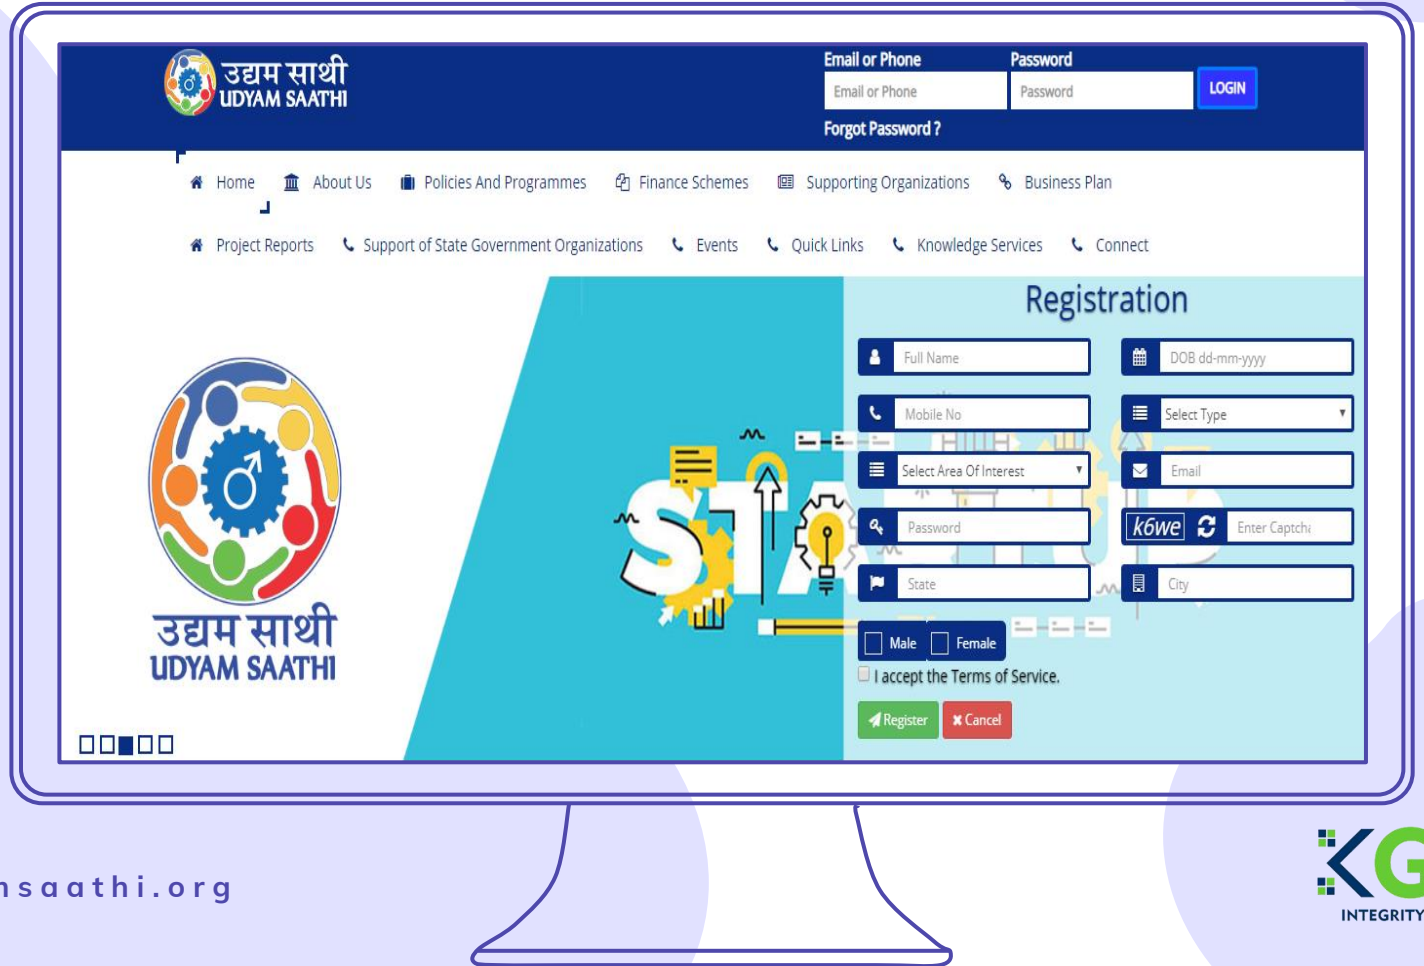 उद्यम साथी
UDYAM SAATHI
Email or Phone Password
Email or Phone Password LOGIN
Forgot Password ?
Home About Us Policies And Programmes Finance Schemes Supporting Organizations Business Plan
Project Reports Support of State Government Organizations Events Quick Links Knowledge Services Connect
Registration
Full Name DOB dd-mm-yyyy
Mobile No Select Type
Select Area Of Interest Email
Password k6we Enter Captcha
State City
Male Female
I accept the Terms of Service.
Register Cancel
START UP
उद्यम साथी
UDYAM SAATHI
saathi.org
KG
INTEGRITY